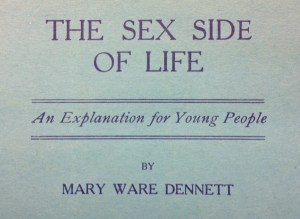 THE SEX SIDE
OF LIFE
An Explanation for Young People
BY
MARY WARE DENNETT